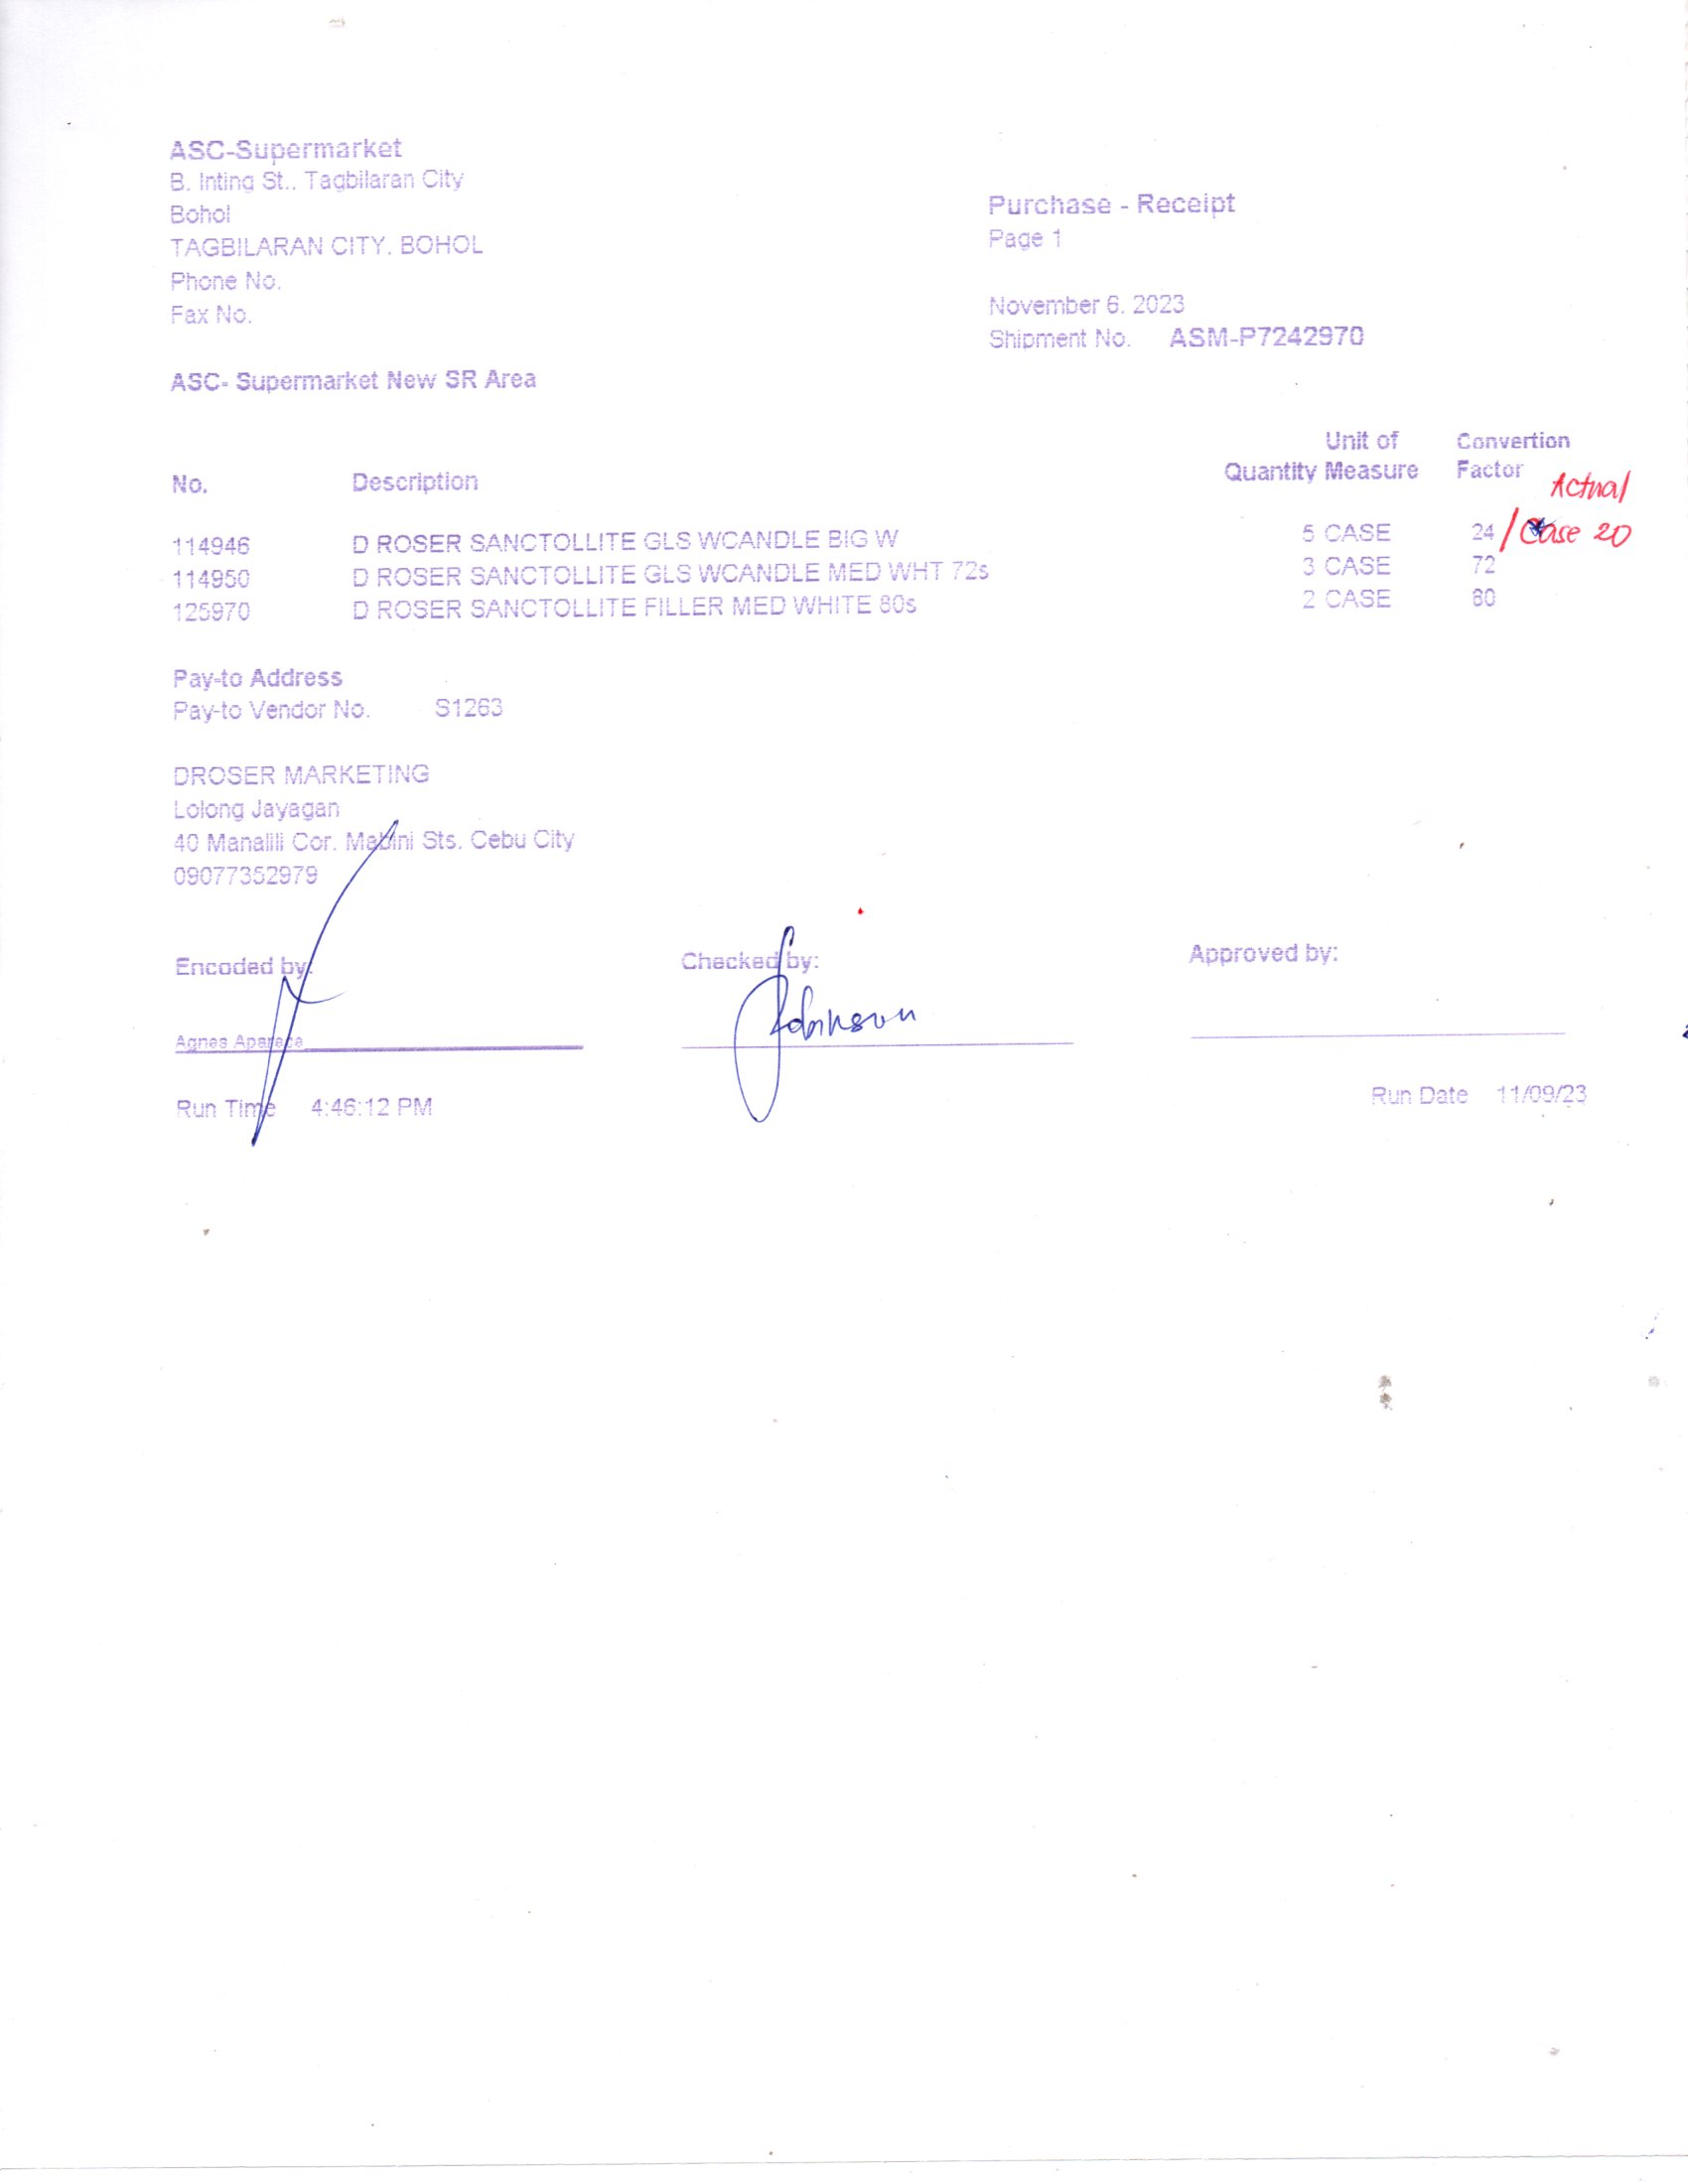 ASC-Supermarket
B. Inting St.. Tagbilaran City
Bohol
TAGBILARAN CITY. BOHOL
Phone No.
Fax No.
Purchase - Receipt
Page 1
November 6. 2023
Shipment No. ASM-P7242970
ASC- Supermarket New SR Area
No. Description Quantity Unit of Measure Convertion Factor Actual
114946 D ROSER SANCTOLLITE GLS WCANDLE BIG W 5 CASE 24 / Case 20
114950 D ROSER SANCTOLLITE GLS WCANDLE MED WHT 72s 3 CASE 72
125970 D ROSER SANCTOLLITE FILLER MED WHITE 80s 2 CASE 80
Pay-to Address
Pay-to Vendor No. S1263
DROSER MARKETING
Lolong Jayagan
40 Manalili Cor. Mabini Sts. Cebu City
09077352979
Encoded by: Checked by: Approved by:
Agnes
Run Time 4:46:12 PM Run Date 11/09/23